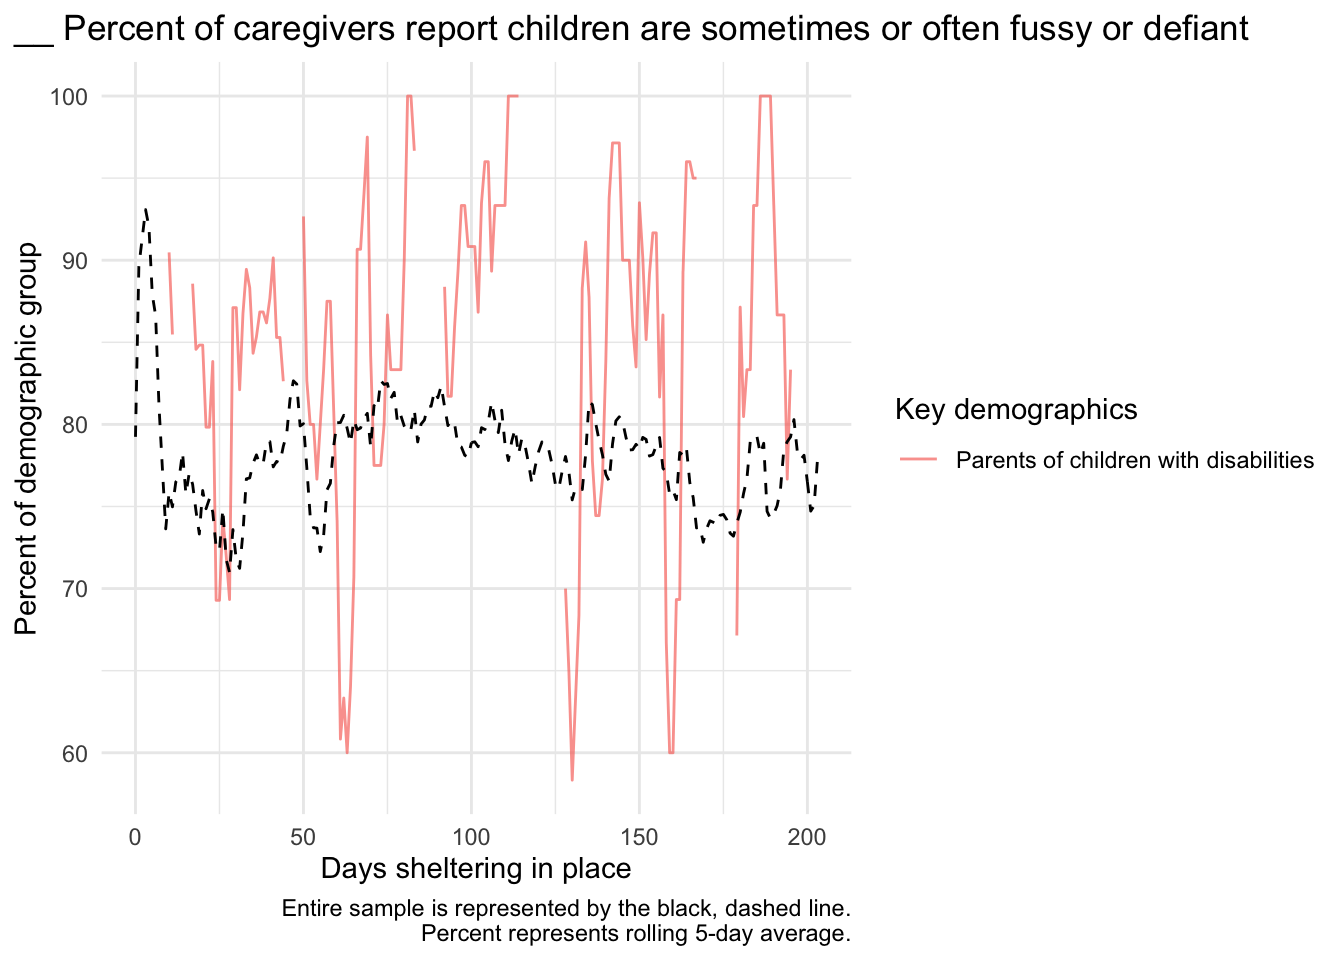 __ Percent of caregivers report children are sometimes or often fussy or defiant
100
90
80
70
60
Percent of demographic group
0 50 100 150 200
Days sheltering in place
Key demographics
Parents of children with disabilities
Entire sample is represented by the black, dashed line.
Percent represents rolling 5-day average.